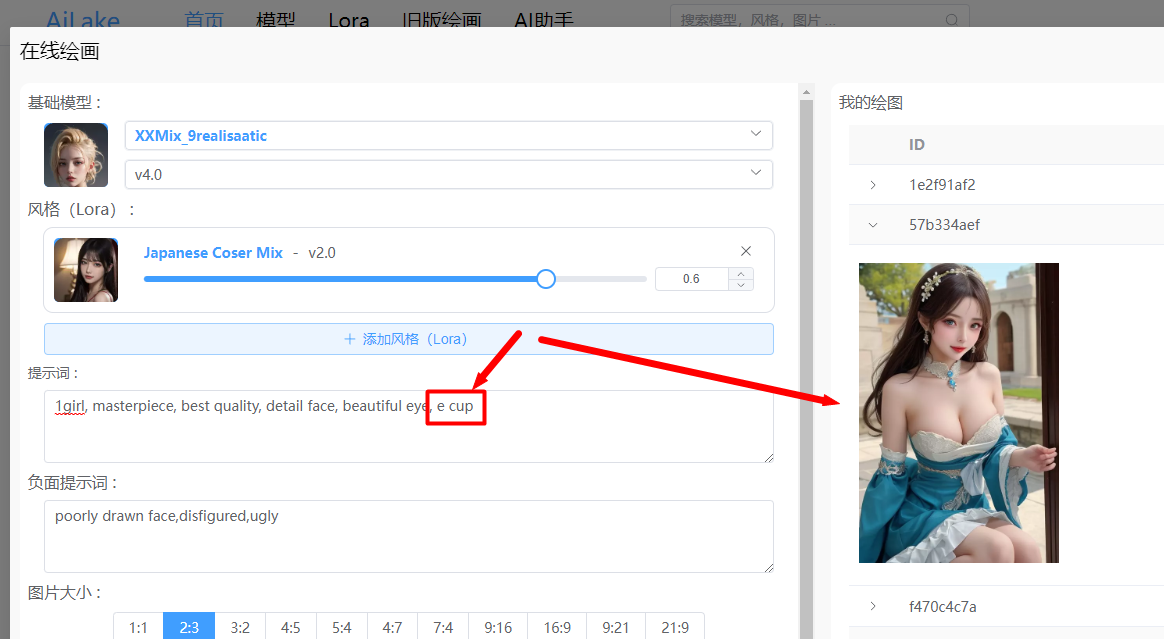 AiLake 首页 模型 Lora 旧版绘画 AI助手 搜索模型，风格，图片 ...
在线绘画
基础模型：
XXMix_9realisaatic
v4.0
风格（Lora）：
Japanese Coser Mix - v2.0
0.6
添加风格（Lora）
提示词：
1girl, masterpiece, best quality, detail face, beautiful eye, e cup
负面提示词：
poorly drawn face,disfigured,ugly
图片大小：
1:1 2:3 3:2 4:5 5:4 4:7 7:4 9:16 16:9 9:21 21:9
我的绘图
ID
1e2f91af2
57b334aef
f470c4c7a